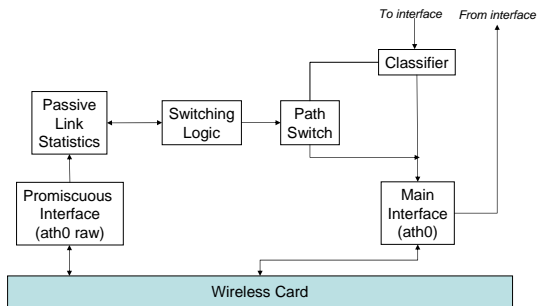 To interface
From interface
Classifier
Passive
Link
Statistics
Switching
Logic
Path
Switch
Promiscuous
Interface
(ath0 raw)
Main
Interface
(ath0)
Wireless Card